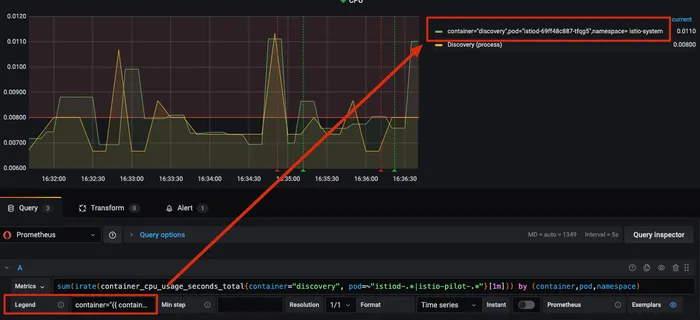 CPU
current
0.0120
0.0110
0.0100
0.00900
0.00800
0.00700
0.00600
container="discovery",pod="istiod-69ff48c887-tfqg5",namespace= istio-system 0.0110
Discovery (process) 0.00800
16:32:00 16:32:30 16:33:00 16:33:30 16:34:00 16:34:30 16:35:00 16:35:30 16:36:00 16:36:30
Query 3 Transform 0 Alert 1
Prometheus Query options MD = auto = 1349 Interval = 5s Query inspector
A
Metrics sum(irate(container_cpu_usage_seconds_total{container="discovery", pod=~"istiod-.*|istio-pilot-.*"}[1m])) by (container,pod,namespace)
Legend container="{{ contain... Min step Resolution 1/1 Format Time series Instant Prometheus Exemplars